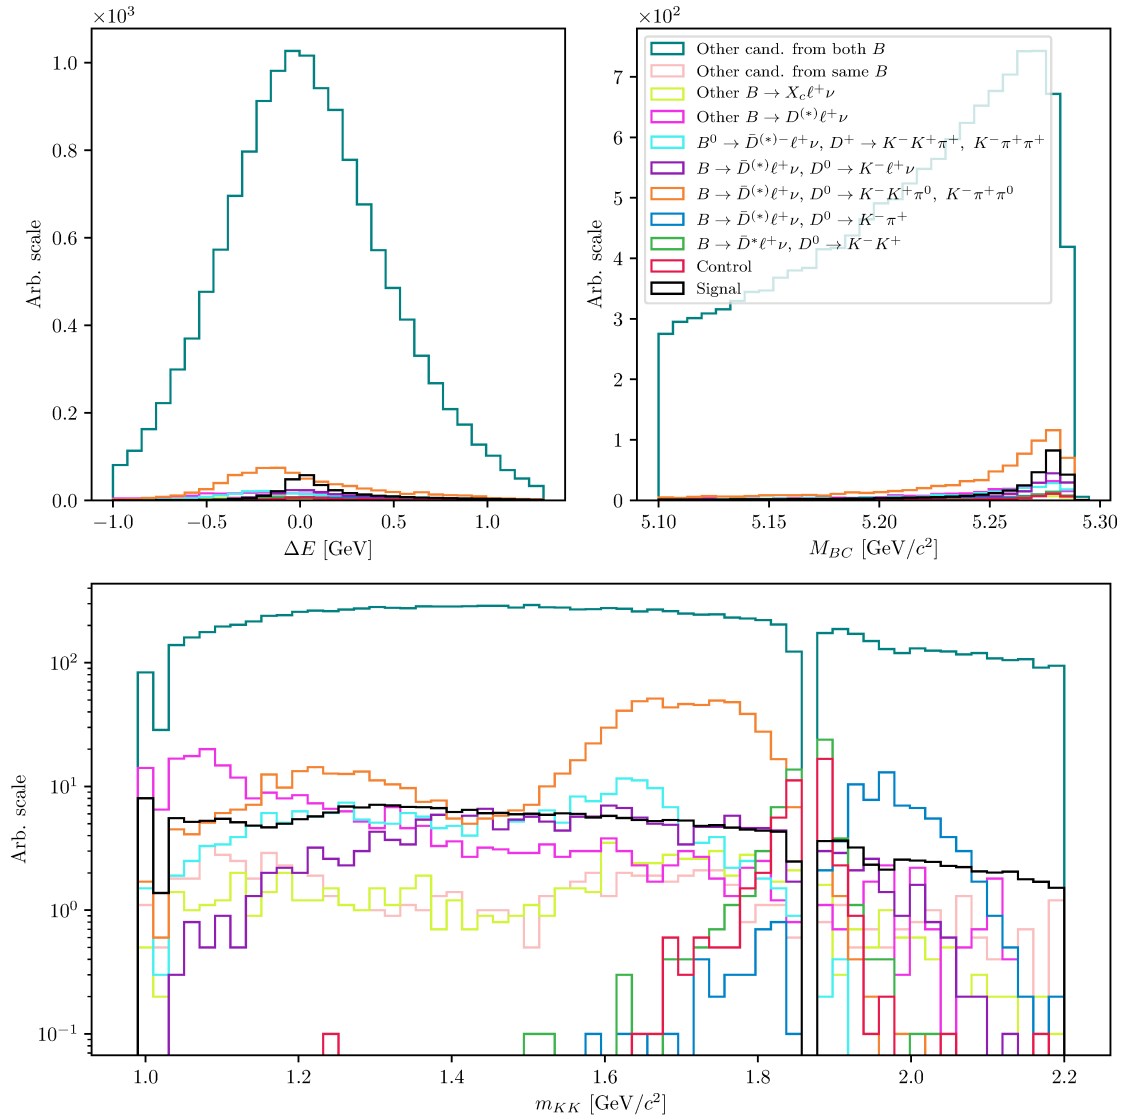 ×10³
×10²
Arb. scale
1.0
0.8
0.6
0.4
0.2
0.0
−1.0 −0.5 0.0 0.5 1.0
ΔE [GeV]
Arb. scale
7
6
5
4
3
2
1
0
5.10 5.15 5.20 5.25 5.30
M_BC [GeV/c²]
Other cand. from both B
Other cand. from same B
Other B → X_cℓ⁺ν
Other B → D⁽*⁾ℓ⁺ν
B⁰ → D̄⁽*⁾⁻ℓ⁺ν, D⁺ → K⁻K⁺π⁺, K⁻π⁺π⁺
B → D̄⁽*⁾ℓ⁺ν, D⁰ → K⁻ℓ⁺ν
B → D̄⁽*⁾ℓ⁺ν, D⁰ → K⁻K⁺π⁰, K⁻π⁺π⁰
B → D̄⁽*⁾ℓ⁺ν, D⁰ → K⁻π⁺
B → D̄*ℓ⁺ν, D⁰ → K⁻K⁺
Control
Signal
Arb. scale
10²
10¹
10⁰
10⁻¹
1.0 1.2 1.4 1.6 1.8 2.0 2.2
m_KK [GeV/c²]